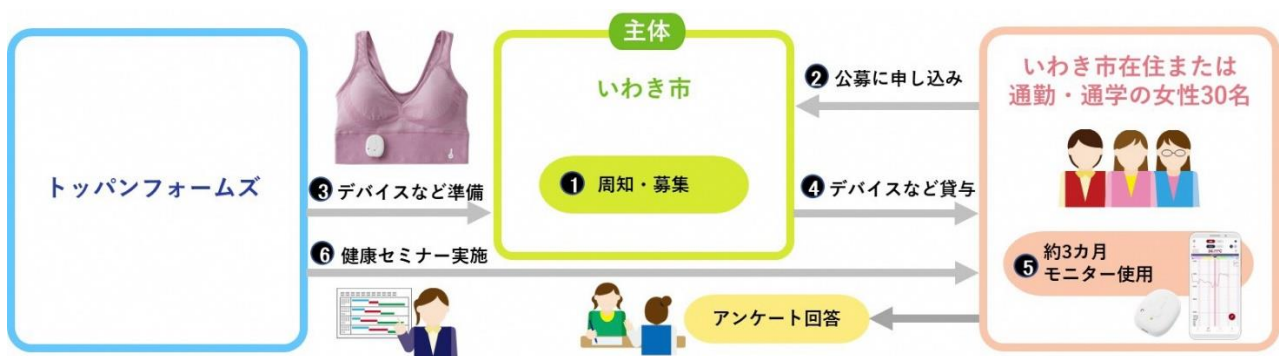 トッパンフォームズ
❸ デバイスなど準備
❻ 健康セミナー実施
主体
いわき市
❶ 周知・募集
❷ 公募に申し込み
❹ デバイスなど貸与
アンケート回答
いわき市在住または
通勤・通学の女性30名
❺ 約3カ月
モニター使用